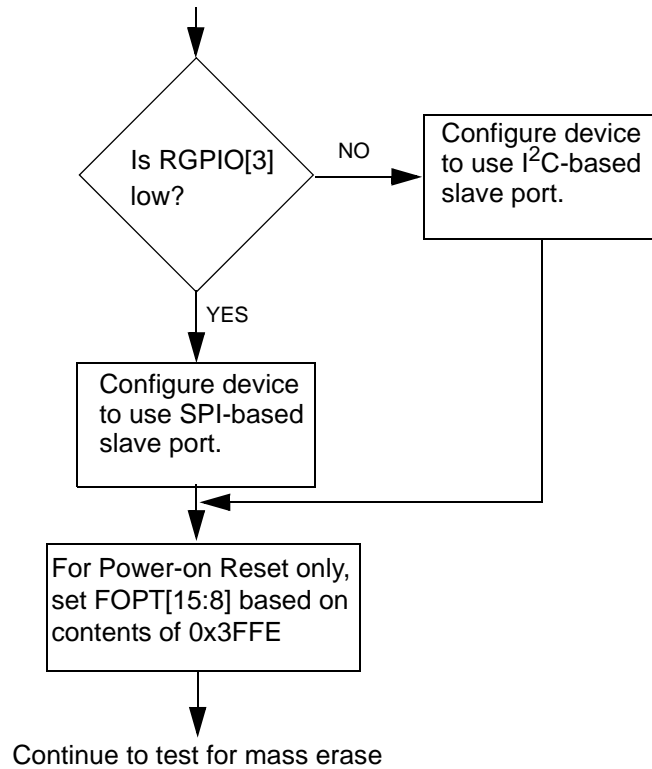 Is RGPIO[3]
low?
NO
Configure device
to use I²C-based
slave port.
YES
Configure device
to use SPI-based
slave port.
For Power-on Reset only,
set FOPT[15:8] based on
contents of 0x3FFE
Continue to test for mass erase